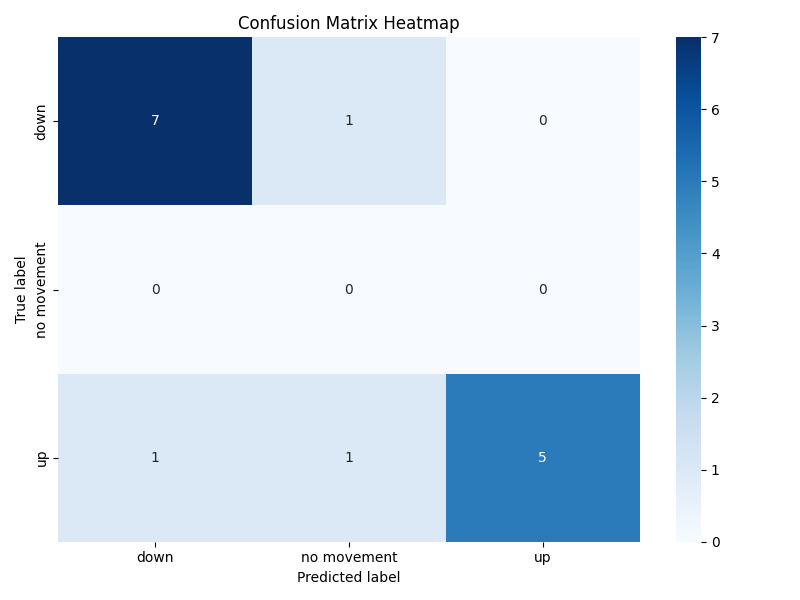 Confusion Matrix Heatmap
True label
down
7 1 0
no movement
0 0 0
up
1 1 5
down no movement up
Predicted label
7
6
5
4
3
2
1
0